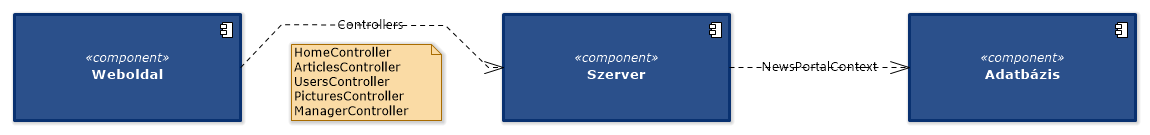 «component»
Weboldal
Controllers
HomeController
ArticlesController
UsersController
PicturesController
ManagerController
«component»
Szerver
NewsPortalContext
«component»
Adatbázis